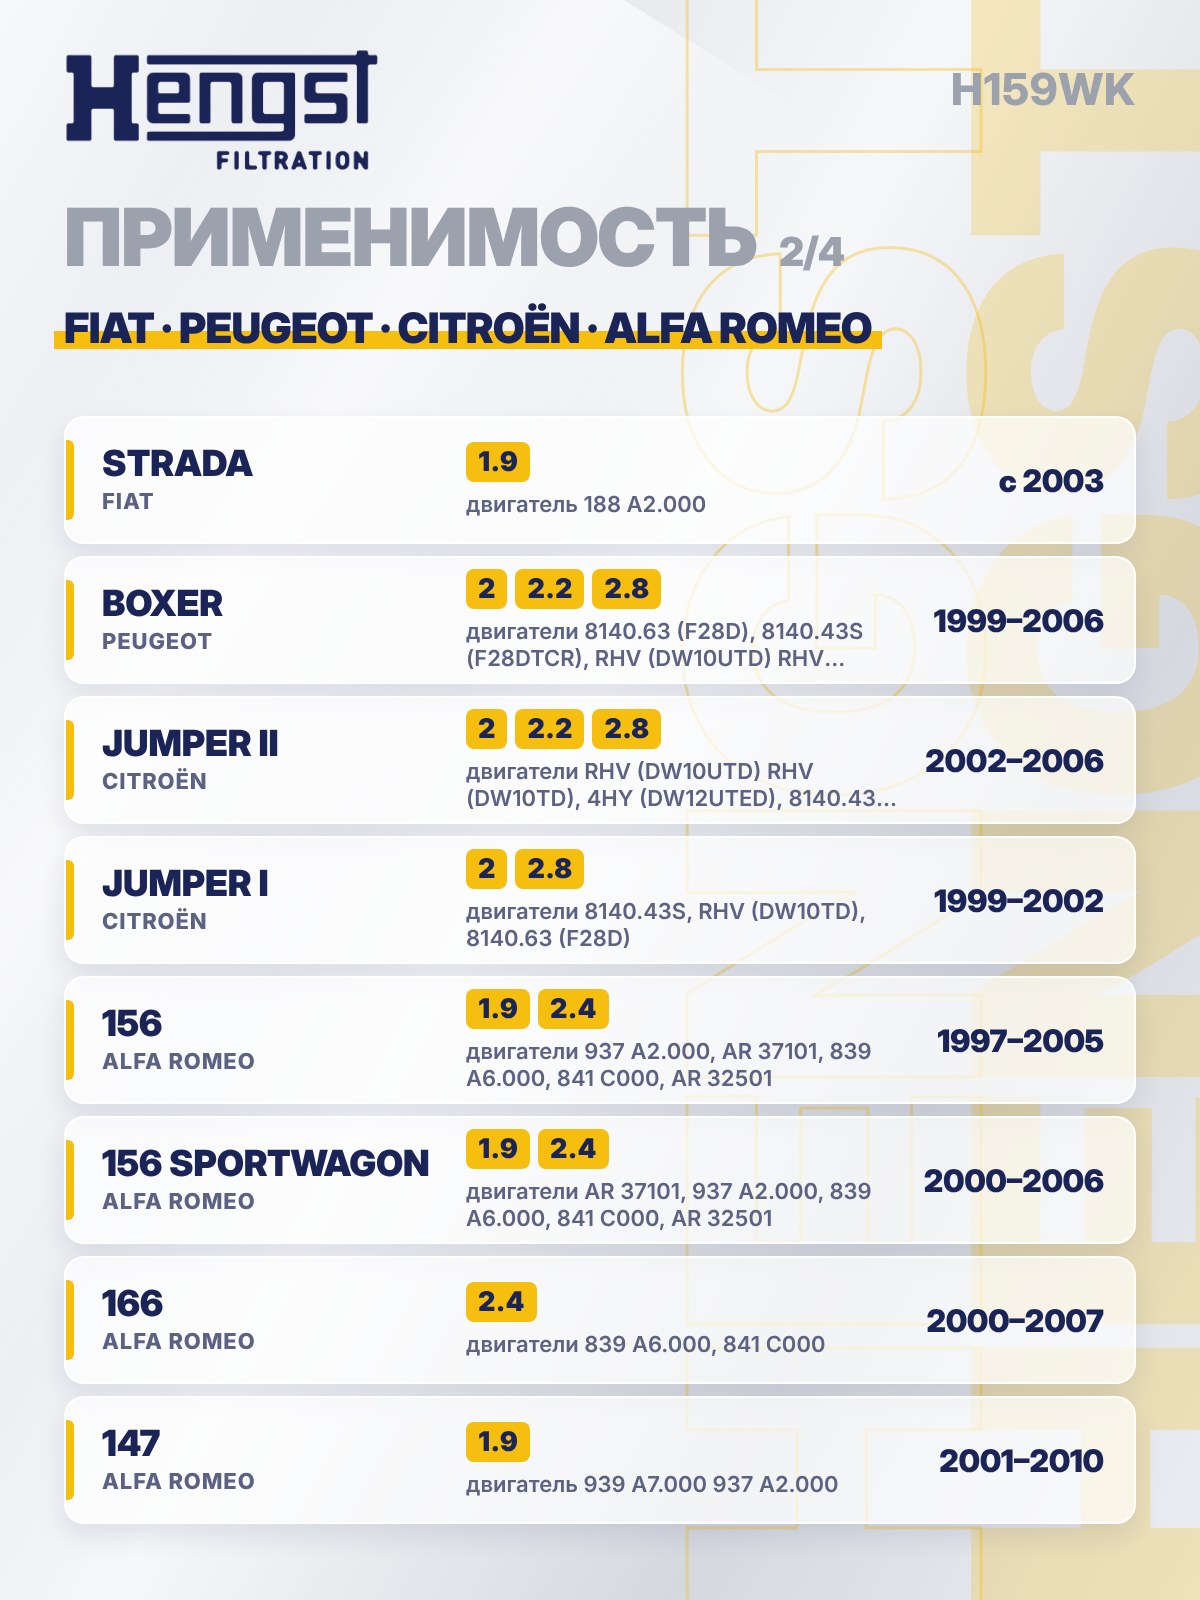 Hengst
FILTRATION
H159WK
ПРИМЕНИМОСТЬ 2/4
FIAT · PEUGEOT · CITROËN · ALFA ROMEO
STRADA
FIAT
1.9
двигатель 188 A2.000
с 2003
BOXER
PEUGEOT
2 2.2 2.8
двигатели 8140.63 (F28D), 8140.43S
(F28DTCR), RHV (DW10UTD) RHV...
1999–2006
JUMPER II
CITROËN
2 2.2 2.8
двигатели RHV (DW10UTD) RHV
(DW10TD), 4HY (DW12UTED), 8140.43...
2002–2006
JUMPER I
CITROËN
2 2.8
двигатели 8140.43S, RHV (DW10TD),
8140.63 (F28D)
1999–2002
156
ALFA ROMEO
1.9 2.4
двигатели 937 A2.000, AR 37101, 839
A6.000, 841 C000, AR 32501
1997–2005
156 SPORTWAGON
ALFA ROMEO
1.9 2.4
двигатели AR 37101, 937 A2.000, 839
A6.000, 841 C000, AR 32501
2000–2006
166
ALFA ROMEO
2.4
двигатели 839 A6.000, 841 C000
2000–2007
147
ALFA ROMEO
1.9
двигатель 939 A7.000 937 A2.000
2001–2010
HENGST
HENGST